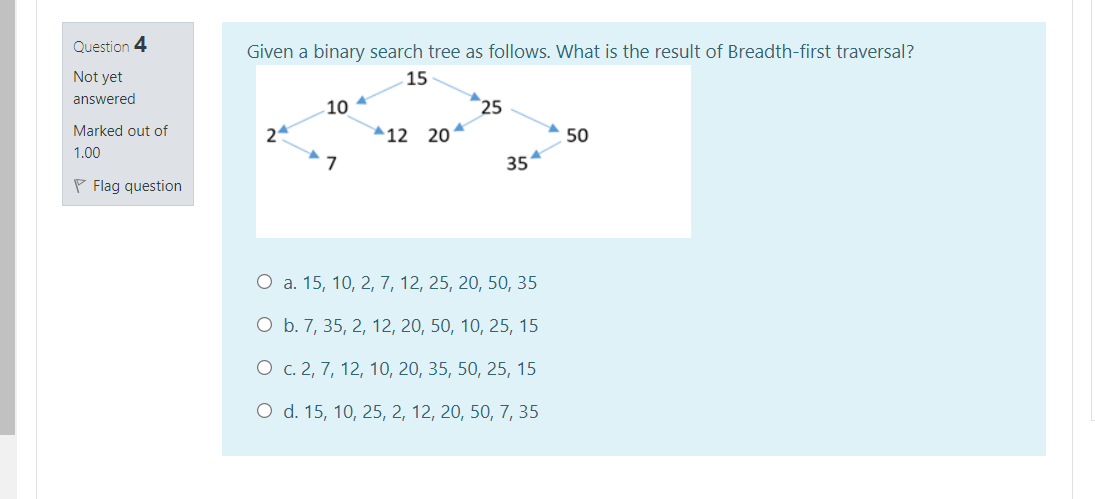 Question 4
Not yet
answered
Marked out of
1.00
Flag question
Given a binary search tree as follows. What is the result of Breadth-first traversal?
15
10 25
2 12 20 50
7 35
a. 15, 10, 2, 7, 12, 25, 20, 50, 35
b. 7, 35, 2, 12, 20, 50, 10, 25, 15
c. 2, 7, 12, 10, 20, 35, 50, 25, 15
d. 15, 10, 25, 2, 12, 20, 50, 7, 35